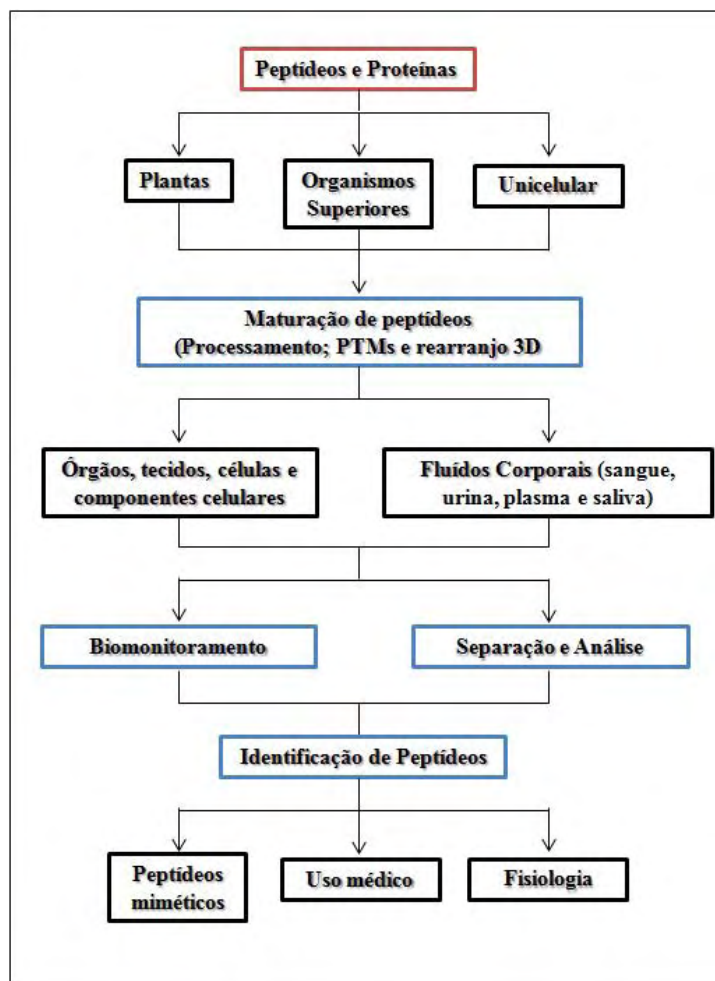 Peptídeos e Proteínas
Plantas
Organismos
Superiores
Unicelular
Maturação de peptídeos
(Processamento; PTMs e rearranjo 3D
Órgãos, tecidos, células e
componentes celulares
Fluídos Corporais (sangue,
urina, plasma e saliva)
Biomonitoramento
Separação e Análise
Identificação de Peptídeos
Peptídeos
miméticos
Uso médico
Fisiologia